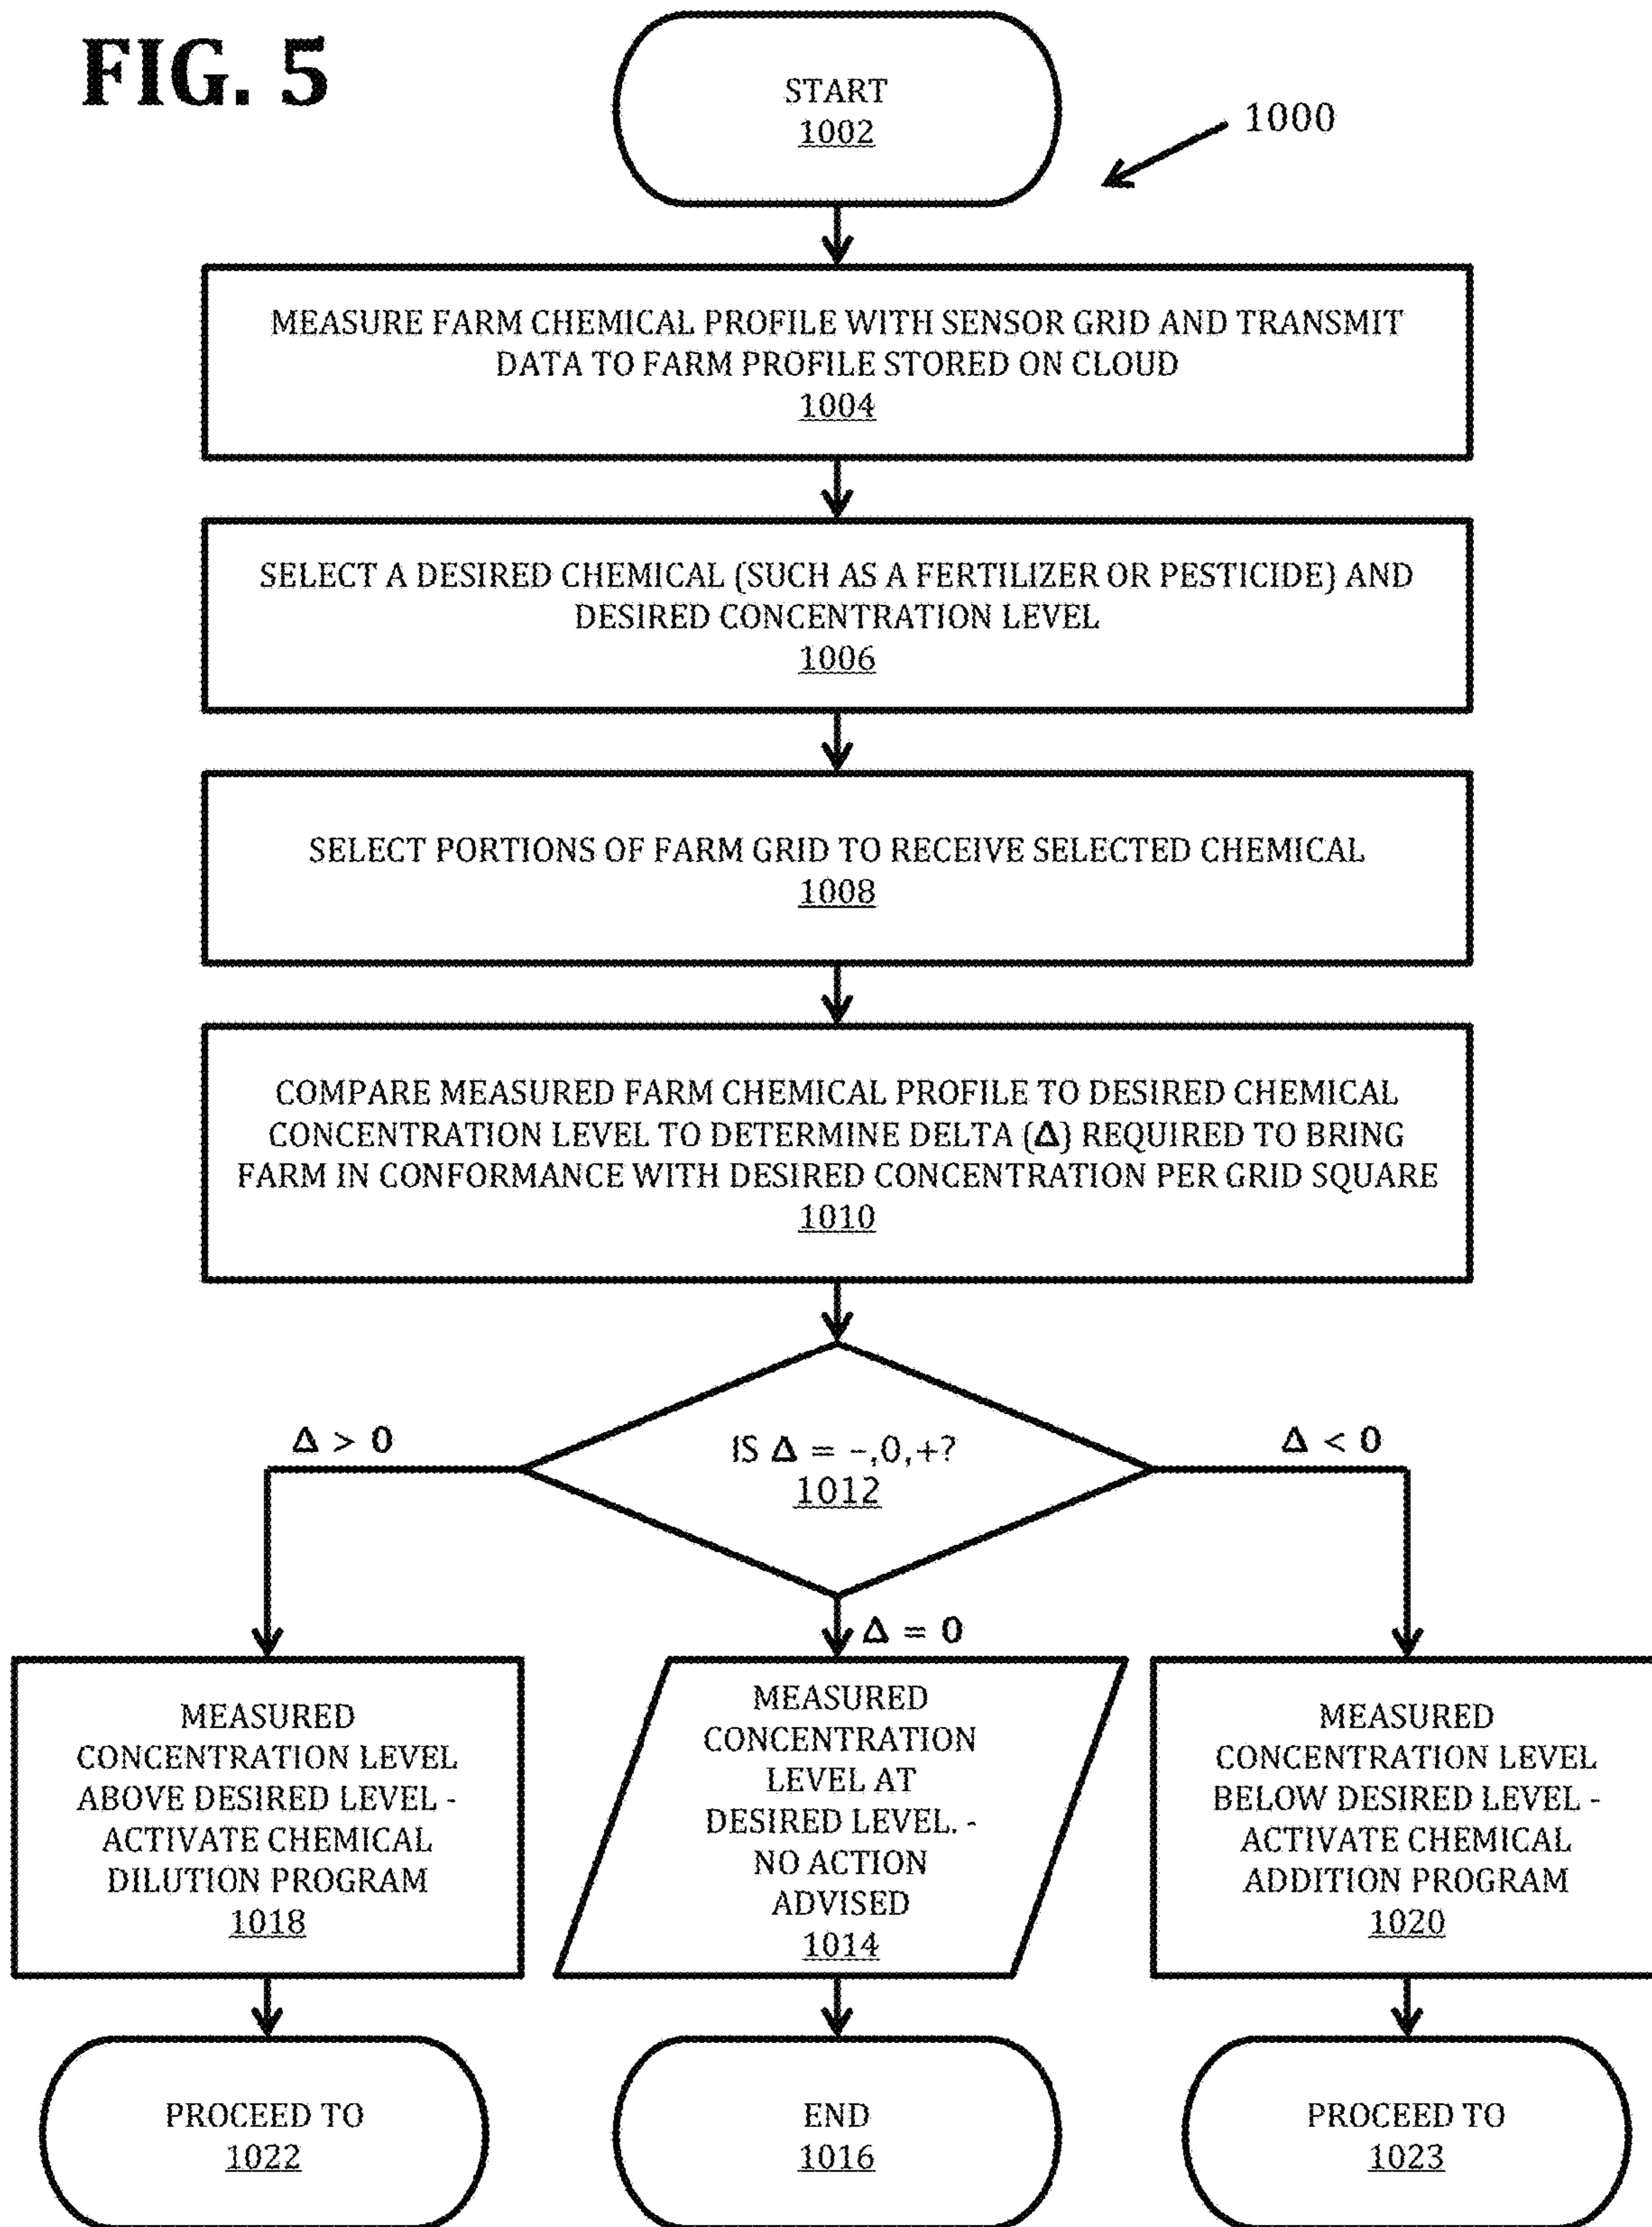 FIG. 5
START
1002
1000
MEASURE FARM CHEMICAL PROFILE WITH SENSOR GRID AND TRANSMIT
DATA TO FARM PROFILE STORED ON CLOUD
1004
SELECT A DESIRED CHEMICAL (SUCH AS A FERTILIZER OR PESTICIDE) AND
DESIRED CONCENTRATION LEVEL
1006
SELECT PORTIONS OF FARM GRID TO RECEIVE SELECTED CHEMICAL
1008
COMPARE MEASURED FARM CHEMICAL PROFILE TO DESIRED CHEMICAL
CONCENTRATION LEVEL TO DETERMINE DELTA (Δ) REQUIRED TO BRING
FARM IN CONFORMANCE WITH DESIRED CONCENTRATION PER GRID SQUARE
1010
IS Δ = -,0,+?
1012
Δ > 0
Δ = 0
Δ < 0
MEASURED
CONCENTRATION LEVEL
ABOVE DESIRED LEVEL -
ACTIVATE CHEMICAL
DILUTION PROGRAM
1018
MEASURED
CONCENTRATION
LEVEL AT
DESIRED LEVEL. -
NO ACTION
ADVISED
1014
MEASURED
CONCENTRATION LEVEL
BELOW DESIRED LEVEL -
ACTIVATE CHEMICAL
ADDITION PROGRAM
1020
PROCEED TO
1022
END
1016
PROCEED TO
1023